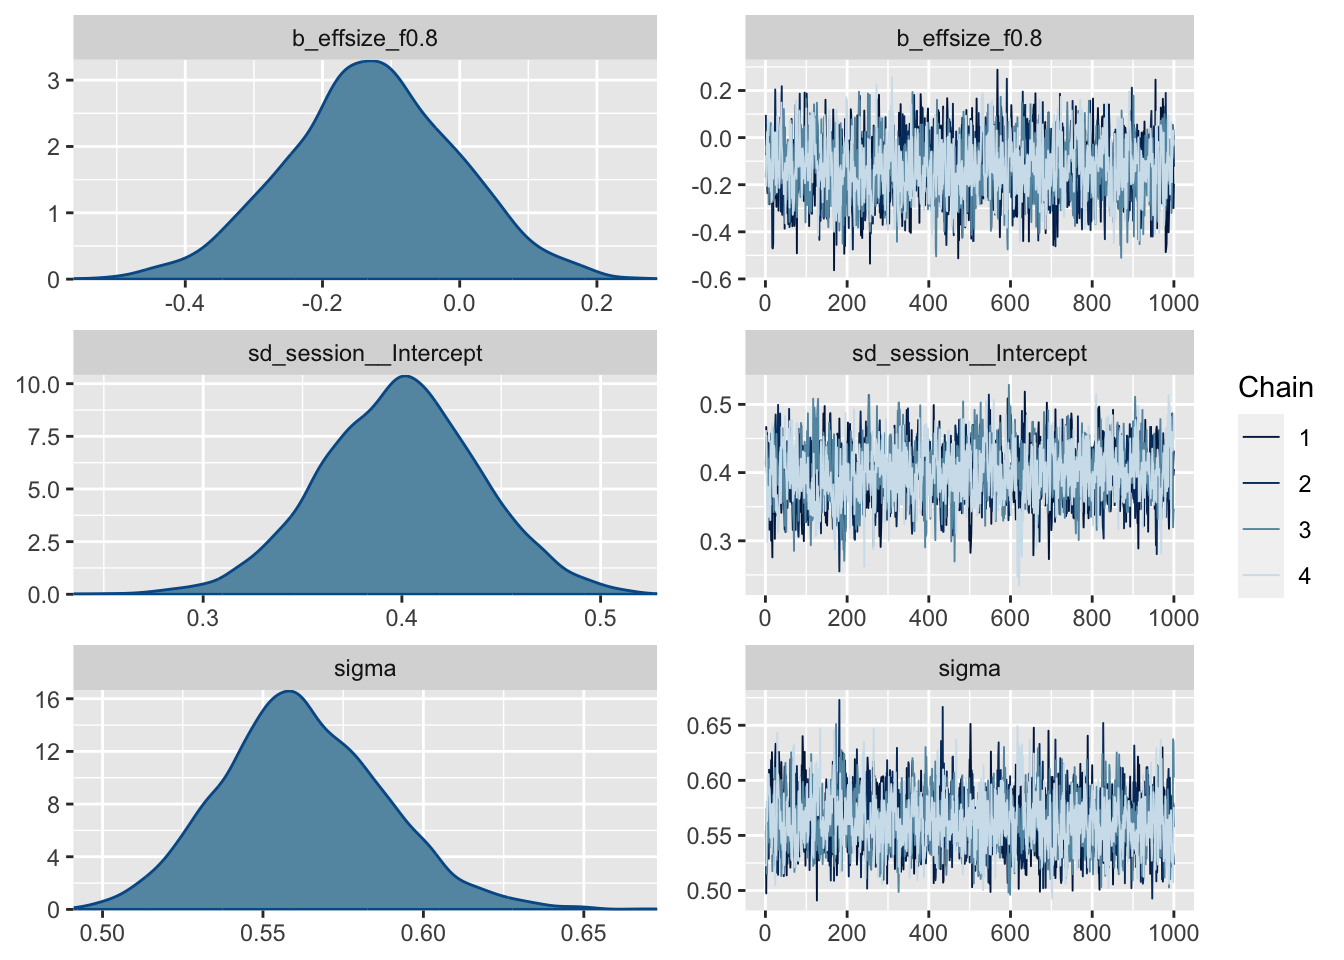 b_effsize_f0.8
3
2
1
0
-0.4 -0.2 0.0 0.2
b_effsize_f0.8
0.2
0.0
-0.2
-0.4
-0.6
0 200 400 600 800 1000
sd_session__Intercept
10.0
7.5
5.0
2.5
0.0
0.3 0.4 0.5
sd_session__Intercept
0.5
0.4
0.3
0 200 400 600 800 1000
sigma
16
12
8
4
0
0.50 0.55 0.60 0.65
sigma
0.65
0.60
0.55
0.50
0 200 400 600 800 1000
Chain
1
2
3
4